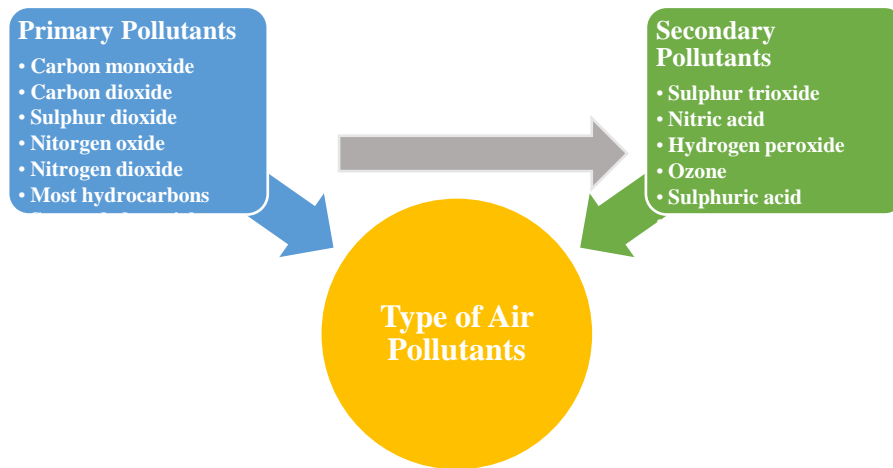 Primary Pollutants
• Carbon monoxide
• Carbon dioxide
• Sulphur dioxide
• Nitorgen oxide
• Nitrogen dioxide
• Most hydrocarbons
Secondary
Pollutants
• Sulphur trioxide
• Nitric acid
• Hydrogen peroxide
• Ozone
• Sulphuric acid
Type of Air
Pollutants